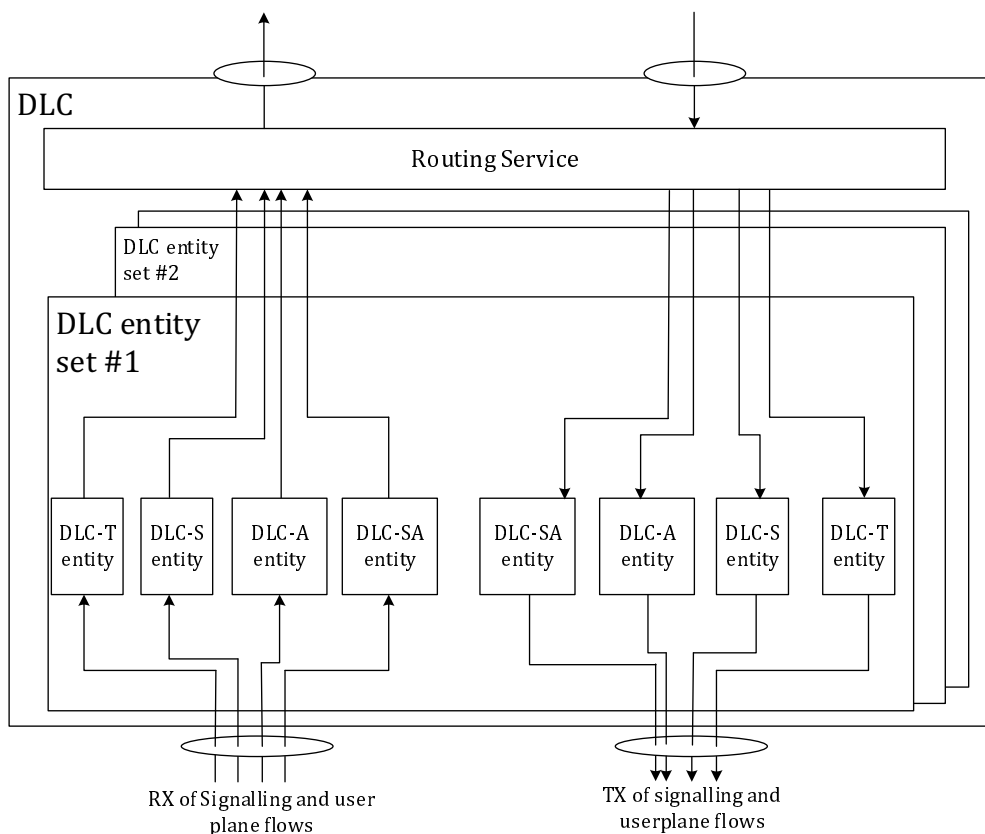 DLC
Routing Service
DLC entity
set #2
DLC entity
set #1
DLC-T
entity
DLC-S
entity
DLC-A
entity
DLC-SA
entity
DLC-SA
entity
DLC-A
entity
DLC-S
entity
DLC-T
entity
RX of Signalling and user
plane flows
TX of signalling and
userplane flows